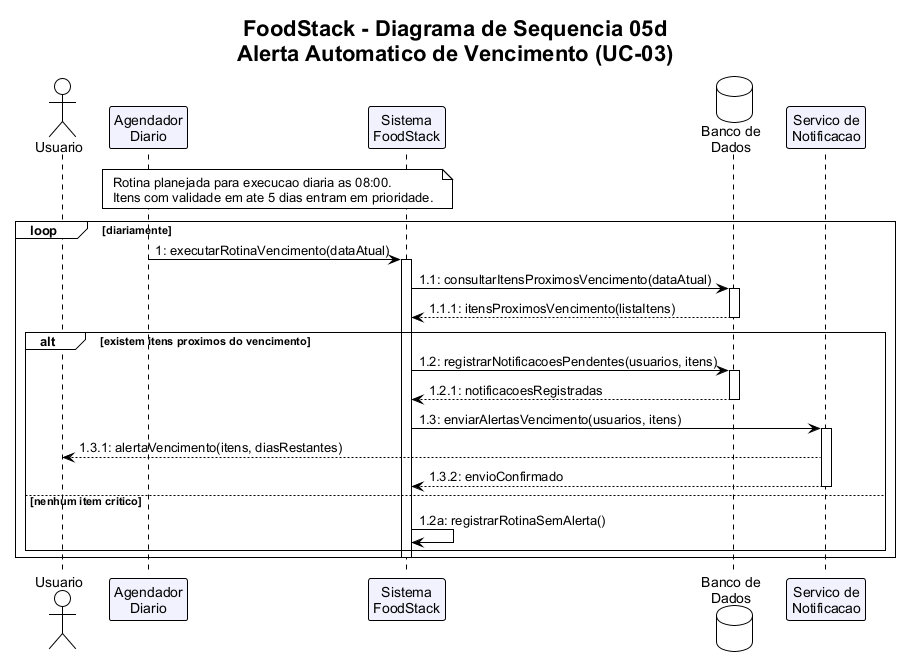 FoodStack - Diagrama de Sequencia 05d
Alerta Automatico de Vencimento (UC-03)
Usuario
Agendador
Diario
Sistema
FoodStack
Banco de
Dados
Servico de
Notificacao
Rotina planejada para execucao diaria as 08:00.
Itens com validade em ate 5 dias entram em prioridade.
loop
[diariamente]
1: executarRotinaVencimento(dataAtual)
1.1: consultarItensProximosVencimento(dataAtual)
1.1.1: itensProximosVencimento(listaItens)
alt
[existem itens proximos do vencimento]
1.2: registrarNotificacoesPendentes(usuarios, itens)
1.2.1: notificacoesRegistradas
1.3: enviarAlertasVencimento(usuarios, itens)
1.3.1: alertaVencimento(itens, diasRestantes)
1.3.2: envioConfirmado
[nenhum item critico]
1.2a: registrarRotinaSemAlerta()
Usuario
Agendador
Diario
Sistema
FoodStack
Banco de
Dados
Servico de
Notificacao